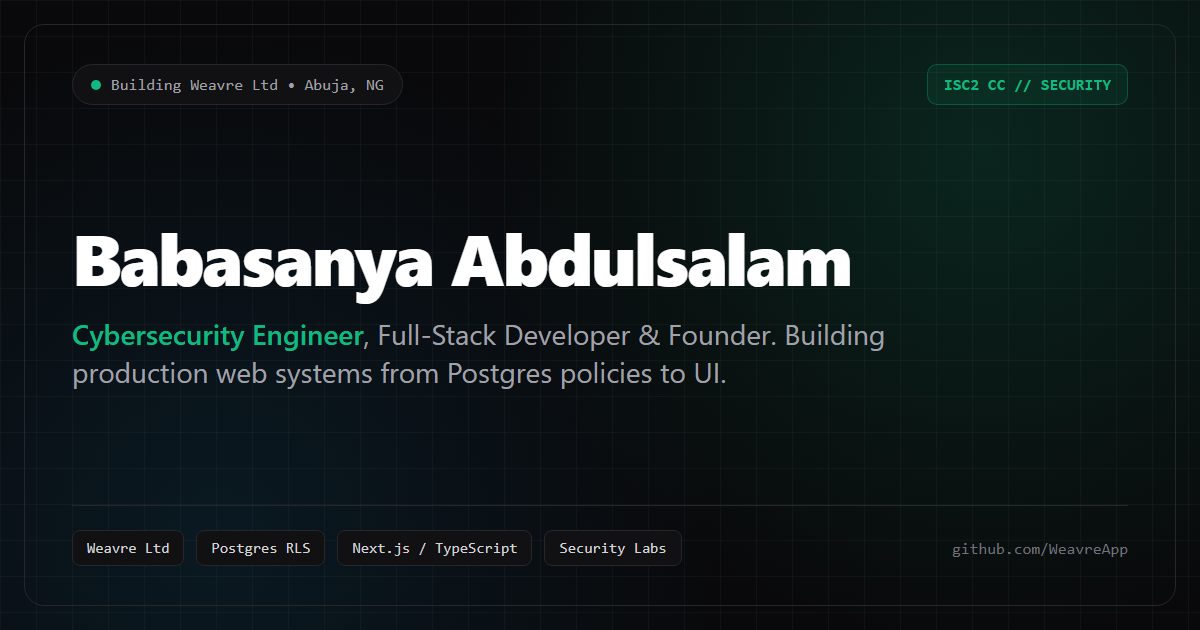 Building Weavre Ltd • Abuja, NG
ISC2 CC // SECURITY
Babasanya Abdulsalam
Cybersecurity Engineer, Full-Stack Developer & Founder. Building
production web systems from Postgres policies to UI.
Weavre Ltd
Postgres RLS
Next.js / TypeScript
Security Labs
github.com/WeavreApp